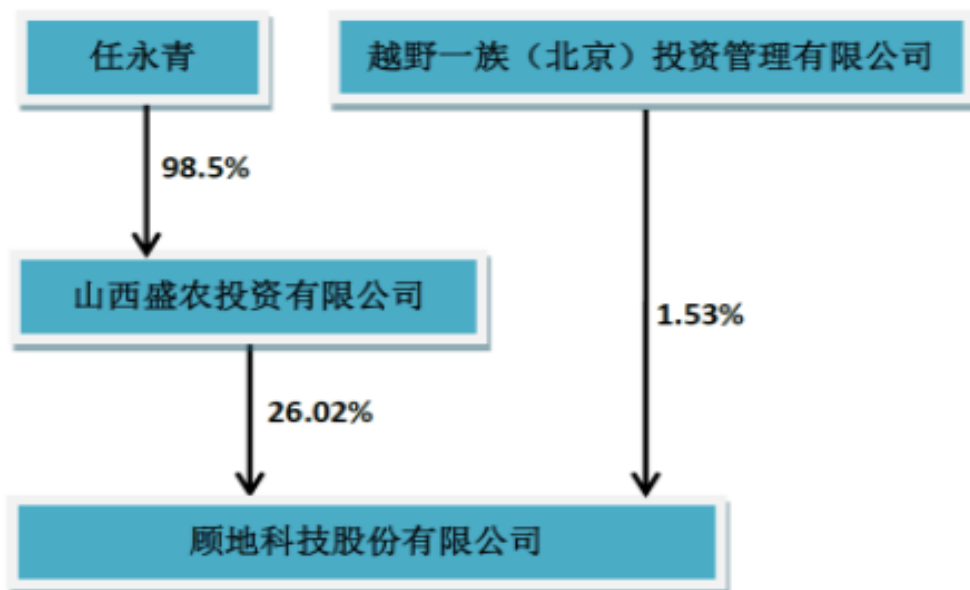 任永青
越野一族（北京）投资管理有限公司
98.5%
山西盛农投资有限公司
1.53%
26.02%
顾地科技股份有限公司